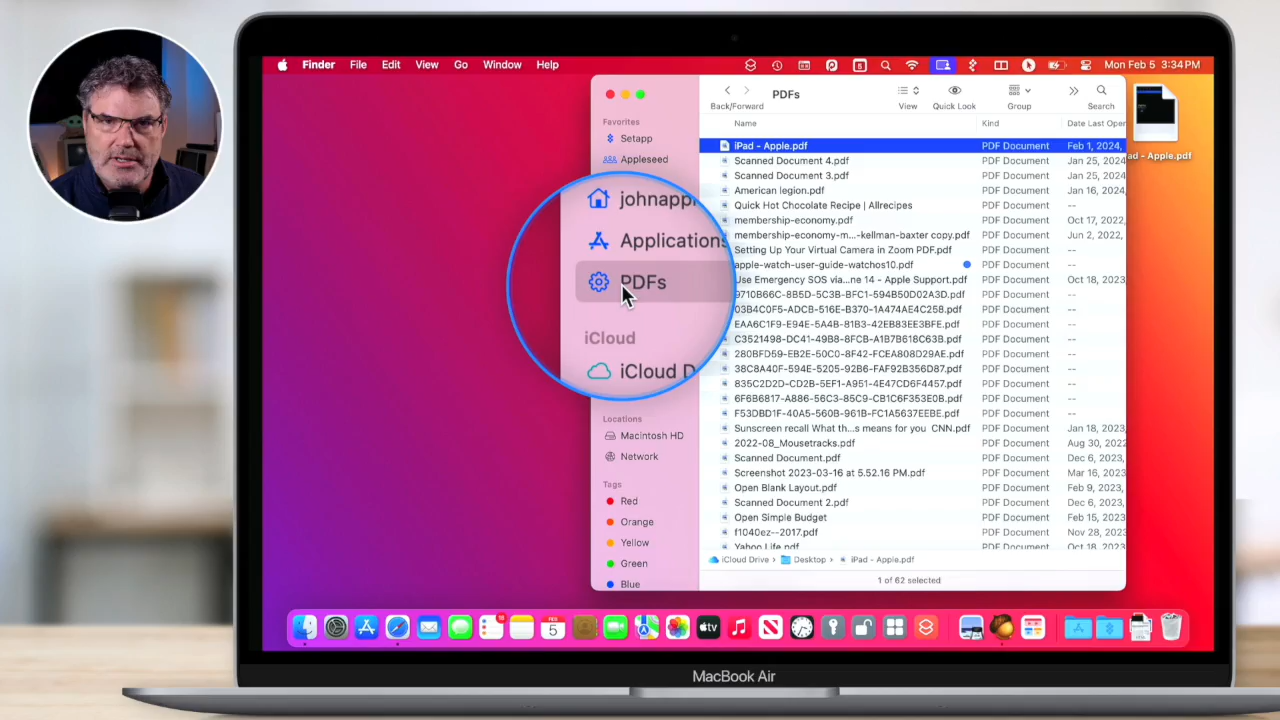 Finder File Edit View Go Window Help Mon Feb 5 3:34 PM
PDFs
Back/Forward View Quick Look Group Search
Favorites
Setapp
Appleseed
johnappl
Applications
PDFs
iCloud
iCloud D
Locations
Macintosh HD
Network
Tags
Red
Orange
Yellow
Green
Blue
Name Kind Date Last Open
iPad - Apple.pdf PDF Document Feb 1, 2024,
Scanned Document 4.pdf PDF Document Jan 25, 2024
Scanned Document 3.pdf PDF Document Jan 25, 2024
American legion.pdf PDF Document Jan 16, 2024,
Quick Hot Chocolate Recipe | Allrecipes PDF Document --
membership-economy.pdf PDF Document Oct 17, 2022,
membership-economy-m...-kellman-baxter copy.pdf PDF Document Jun 2, 2022,
Setting Up Your Virtual Camera in Zoom PDF.pdf PDF Document --
apple-watch-user-guide-watchos10.pdf PDF Document --
Use Emergency SOS via...ne 14 - Apple Support.pdf PDF Document --
9710B66C-8B5D-5C3B-BFC1-594B50D02A3D.pdf PDF Document --
03B4C0F5-ADCB-516E-B370-1A474AE4C258.pdf PDF Document --
EAA6C1F9-E94E-5A4B-81B3-42EB83EE3BFE.pdf PDF Document --
C3521498-DC41-49B8-8FCB-A1B7B618C63B.pdf PDF Document --
280BFD59-EB2E-50C0-8F42-FCEA808D29AE.pdf PDF Document --
38C8A40F-594E-5205-92B6-FAF92B356D87.pdf PDF Document --
835C2D2D-CD2B-5EF1-A951-4E47CD6F4457.pdf PDF Document --
6F6B6817-A886-56C3-85C9-CB1C6F353E0B.pdf PDF Document --
F53DBD1F-40A5-560B-961B-FC1A5637EEBE.pdf PDF Document --
Sunscreen recall What th...s means for you CNN.pdf PDF Document Jan 18, 2023,
2022-08_Mousetracks.pdf PDF Document Aug 30, 2022
Scanned Document.pdf PDF Document Dec 6, 2023,
Screenshot 2023-03-16 at 5.52.16 PM.pdf PDF Document Mar 16, 2023,
Open Blank Layout.pdf PDF Document Feb 9, 2023,
Scanned Document 2.pdf PDF Document Dec 6, 2023,
Open Simple Budget PDF Document Feb 15, 2023,
f1040ez--2017.pdf PDF Document Nov 28, 2023,
Yahoo Life.pdf PDF Document Oct 18, 2023
iCloud Drive › Desktop › iPad - Apple.pdf
1 of 62 selected
ad - Apple.pdf
FEB
5
tv
MacBook Air